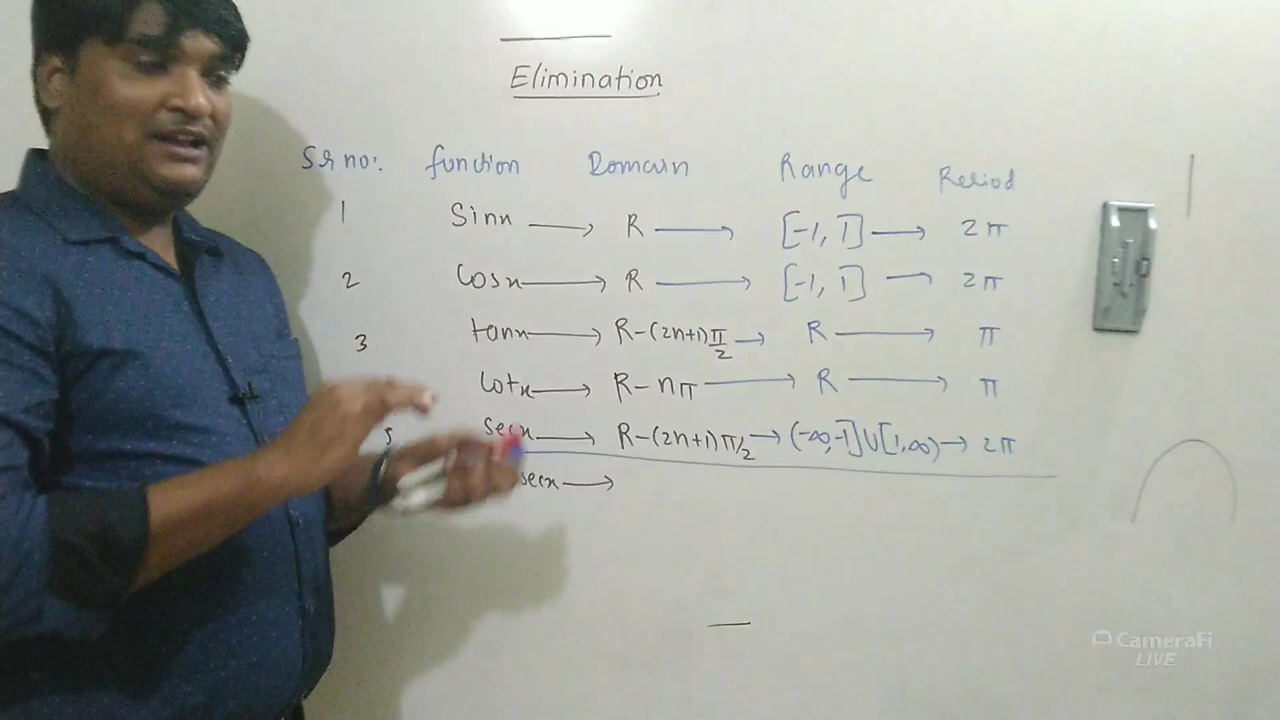 Elimination
Sr no: function Domain Range Period
1 Sinx → R → [-1, 1] → 2π
2 Cosx → R → [-1, 1] → 2π
3 tanx → R-(2n+1)π/2 → R → π
Cotx → R-nπ → R → π
5 Secx → R-(2n+1)π/2 → (-∞,-1]U[1,∞) → 2π
secx →
CameraFi
LIVE